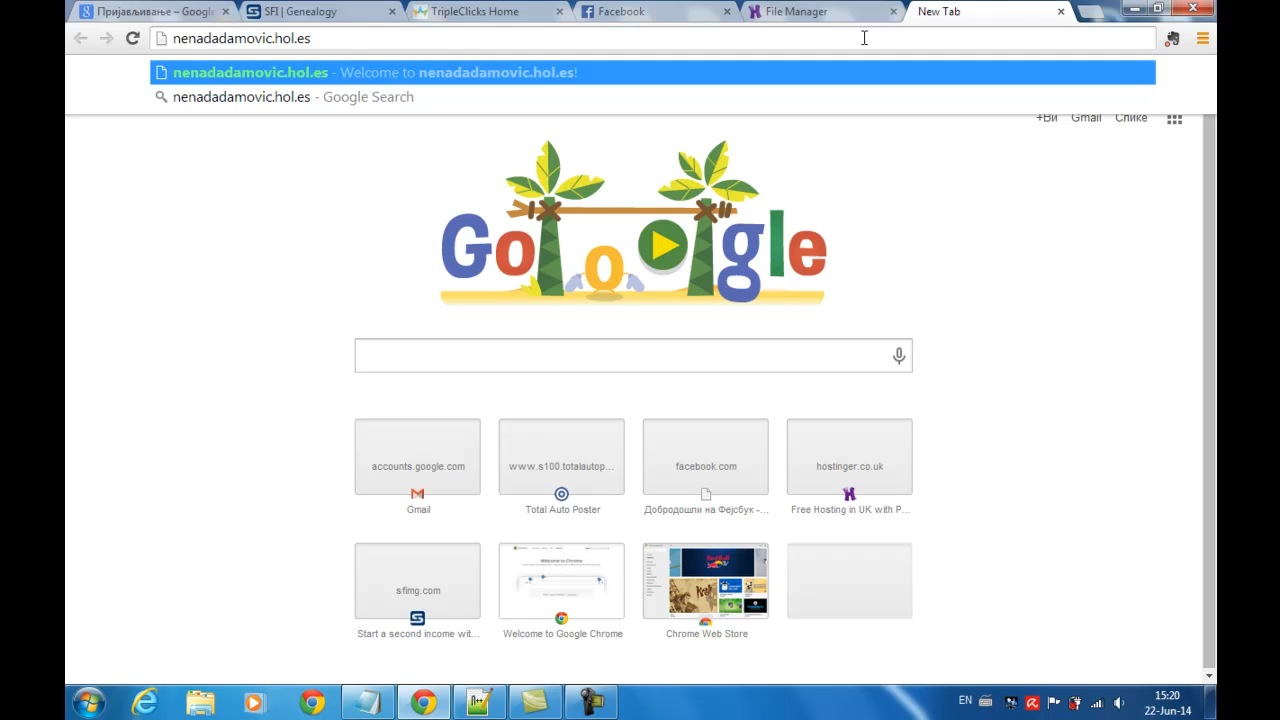 Пријављивање – Google
SFI | Genealogy
TripleClicks Home
Facebook
File Manager
New Tab
nenadadamovic.hol.es
nenadadamovic.hol.es - Welcome to nenadadamovic.hol.es!
nenadadamovic.hol.es - Google Search
+Ви Gmail Слике
Google
accounts.google.com
www.s100.totalautop...
facebook.com
hostinger.co.uk
Gmail
Total Auto Poster
Добродошли на Фејсбук -...
Free Hosting in UK with P...
sfimg.com
Start a second income wit...
Welcome to Google Chrome
Chrome Web Store
EN
15:20
22-Jun-14